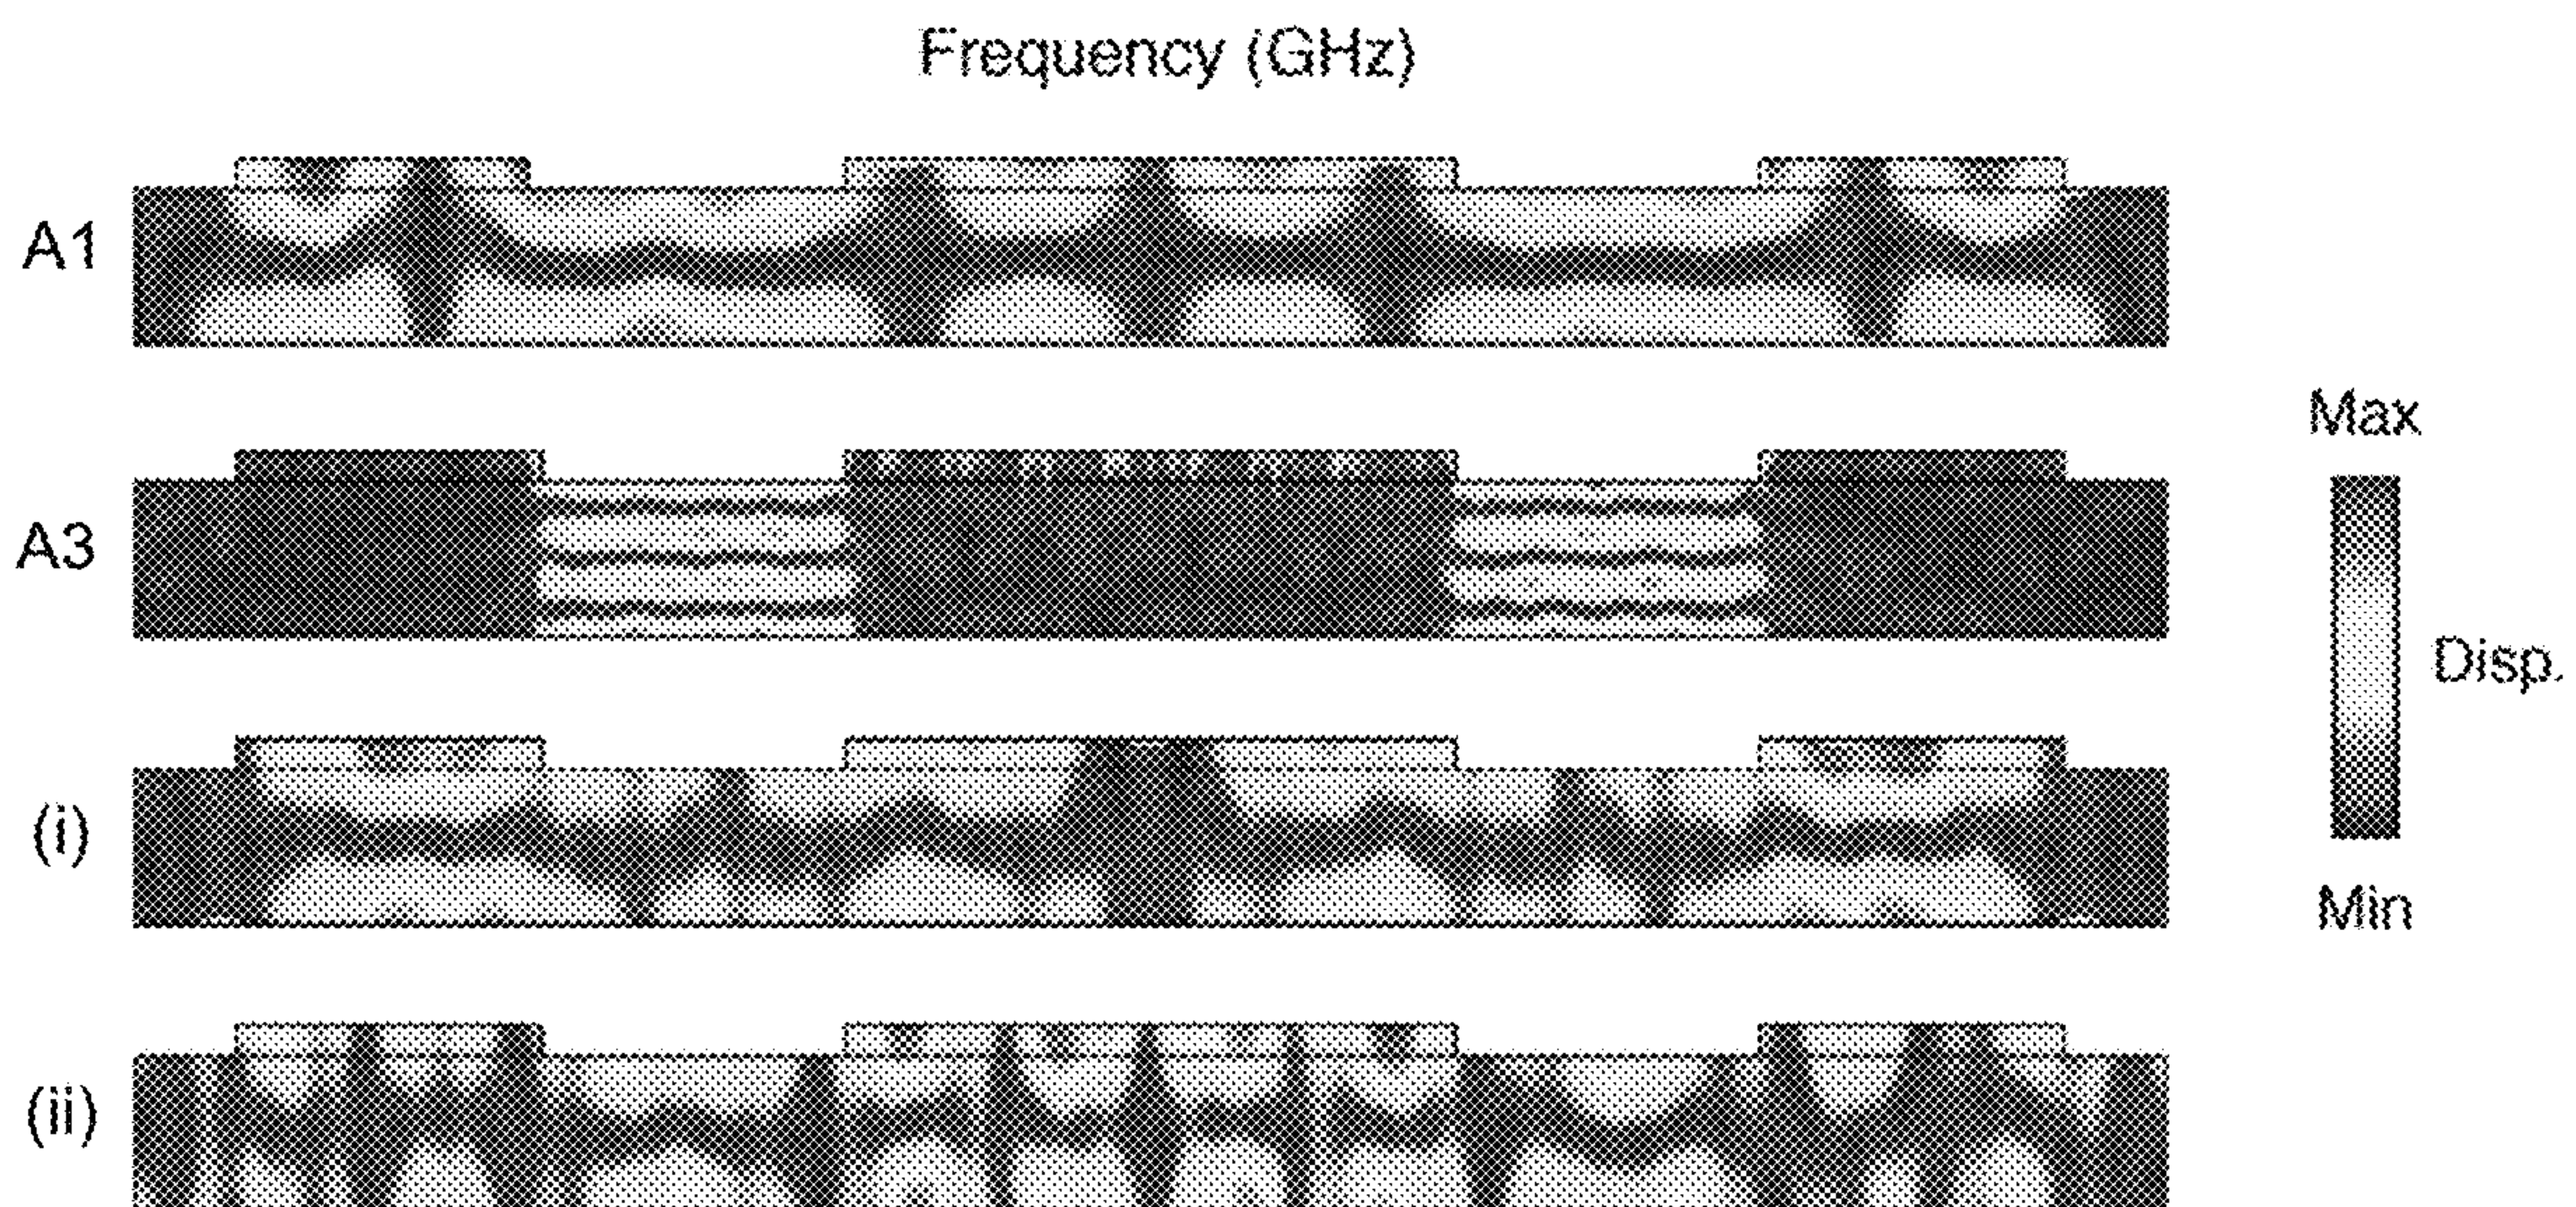 Frequency (GHz)
A1
Max
A3
Disp.
(i)
Min
(ii)